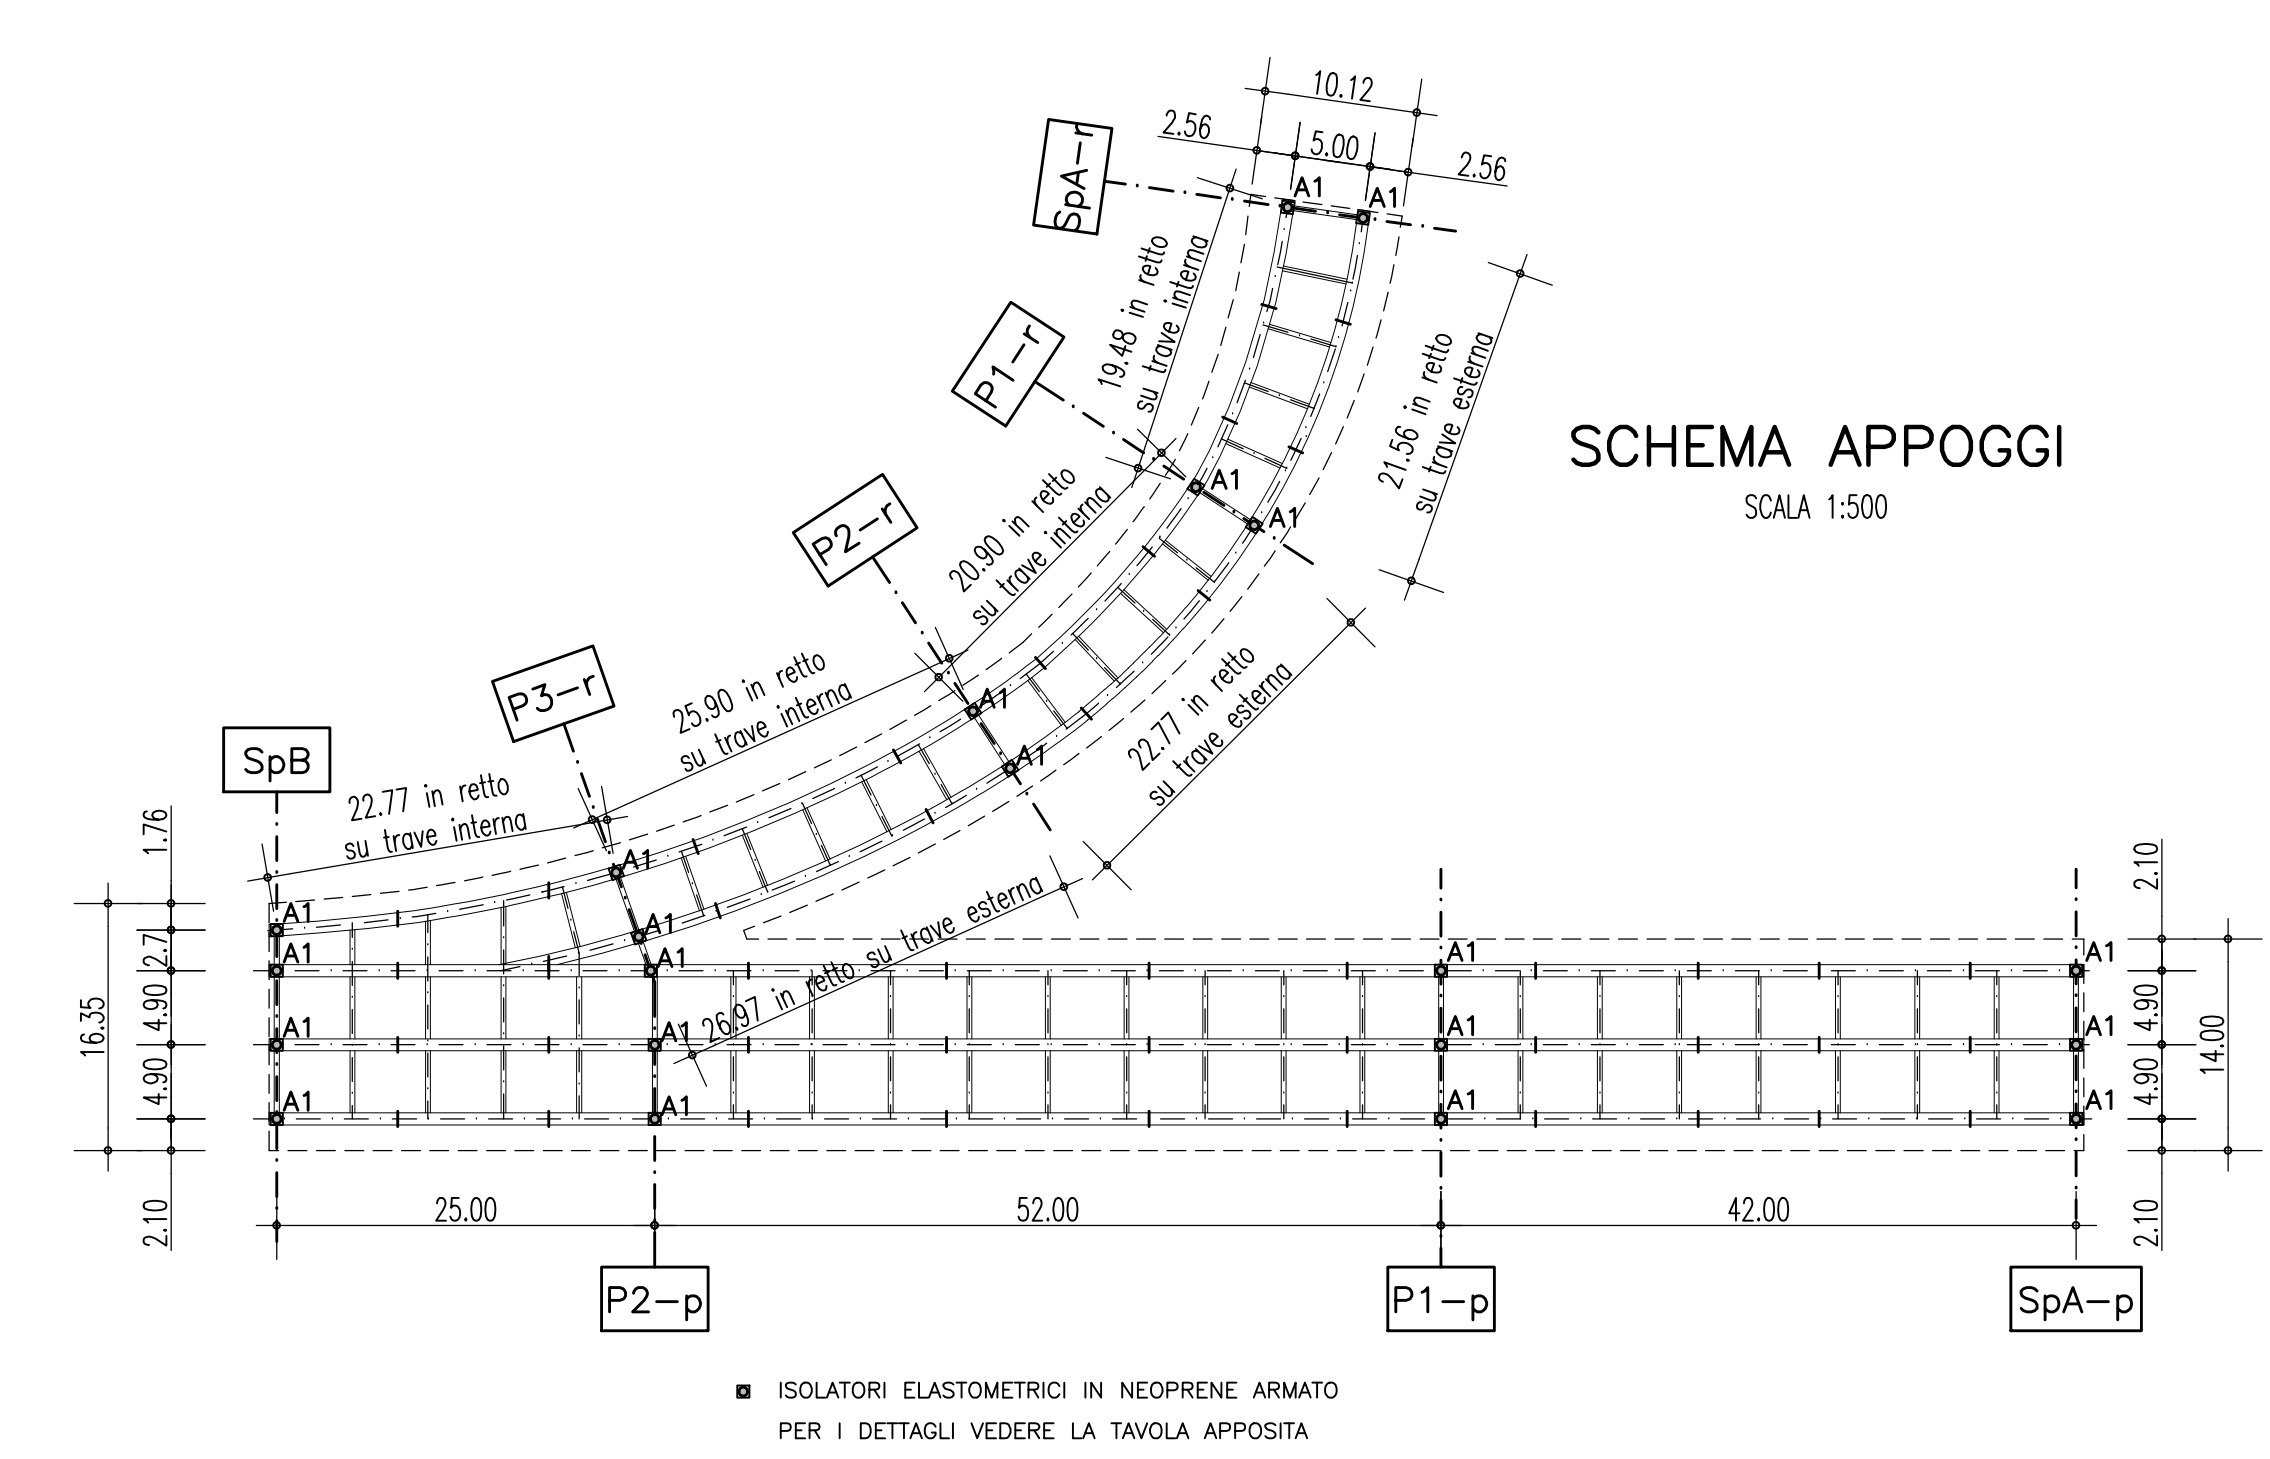 10.12
2.56
5.00
2.56
SpA-r
A1
A1
19.48 in retto
su trave interna
P1-r
21.56 in retto
su trave esterna
SCHEMA APPOGGI
SCALA 1:500
A1
A1
20.90 in retto
su trave interna
P2-r
25.90 in retto
su trave interna
P3-r
A1
A1
22.77 in retto
su trave esterna
SpB
22.77 in retto
su trave interna
A1
A1
26.97 in retto su trave esterna
1.76
2.7
4.90
4.90
2.10
16.35
A1
A1
A1
A1
A1
A1
A1
A1
A1
A1
A1
A1
A1
2.10
4.90
4.90
2.10
14.00
25.00
52.00
42.00
P2-p
P1-p
SpA-p
ISOLATORI ELASTOMETRICI IN NEOPRENE ARMATO
PER I DETTAGLI VEDERE LA TAVOLA APPOSITA